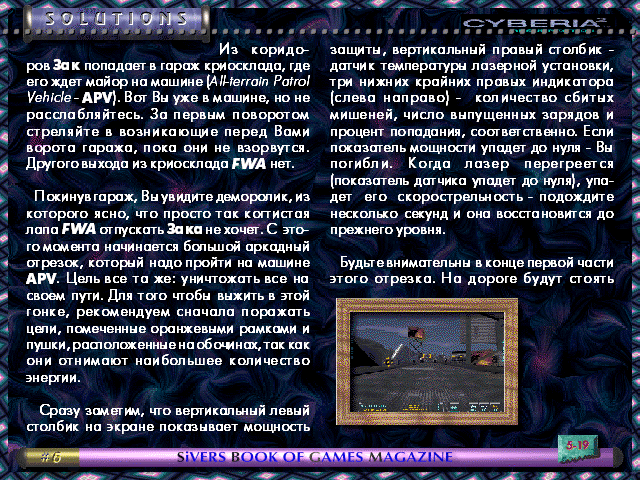 SOLUTIONS
CYBERIA²
Из коридо-
ров Зак попадает в гараж криосклада, где
его ждет майор на машине (All-terrain Patrol
Vehicle - APV). Вот Вы уже в машине, но не
расслабляйтесь. За первым поворотом
стреляйте в возникающие перед Вами
ворота гаража, пока они не взорвутся.
Другого выхода из криосклада FWA нет.
Покинув гараж, Вы увидите деморолик, из
которого ясно, что просто так когтистая
лапа FWA отпускать Зака не хочет. С это-
го момента начинается большой аркадный
отрезок, который надо пройти на машине
APV. Цель все та же: уничтожать все на
своем пути. Для того чтобы выжить в этой
гонке, рекомендуем сначала поражать
цели, помеченные оранжевыми рамками и
пушки, расположенные на обочинах, так как
они отнимают наибольшее количество
энергии.
Сразу заметим, что вертикальный левый
столбик на экране показывает мощность
защиты, вертикальный правый столбик -
датчик температуры лазерной установки,
три нижних крайних правых индикатора
(слева направо) - количество сбитых
мишеней, число выпущенных зарядов и
процент попадания, соответственно. Если
показатель мощности упадет до нуля - Вы
погибли. Когда лазер перегреется
(показатель датчика упадет до нуля), упа-
дет его скорострельность - подождите
несколько секунд и она восстановится до
прежнего уровня.
Будьте внимательны в конце первой части
этого отрезка. На дороге будут стоять
5-19
#6
SiVERS BOOK OF GAMES MAGAZINE